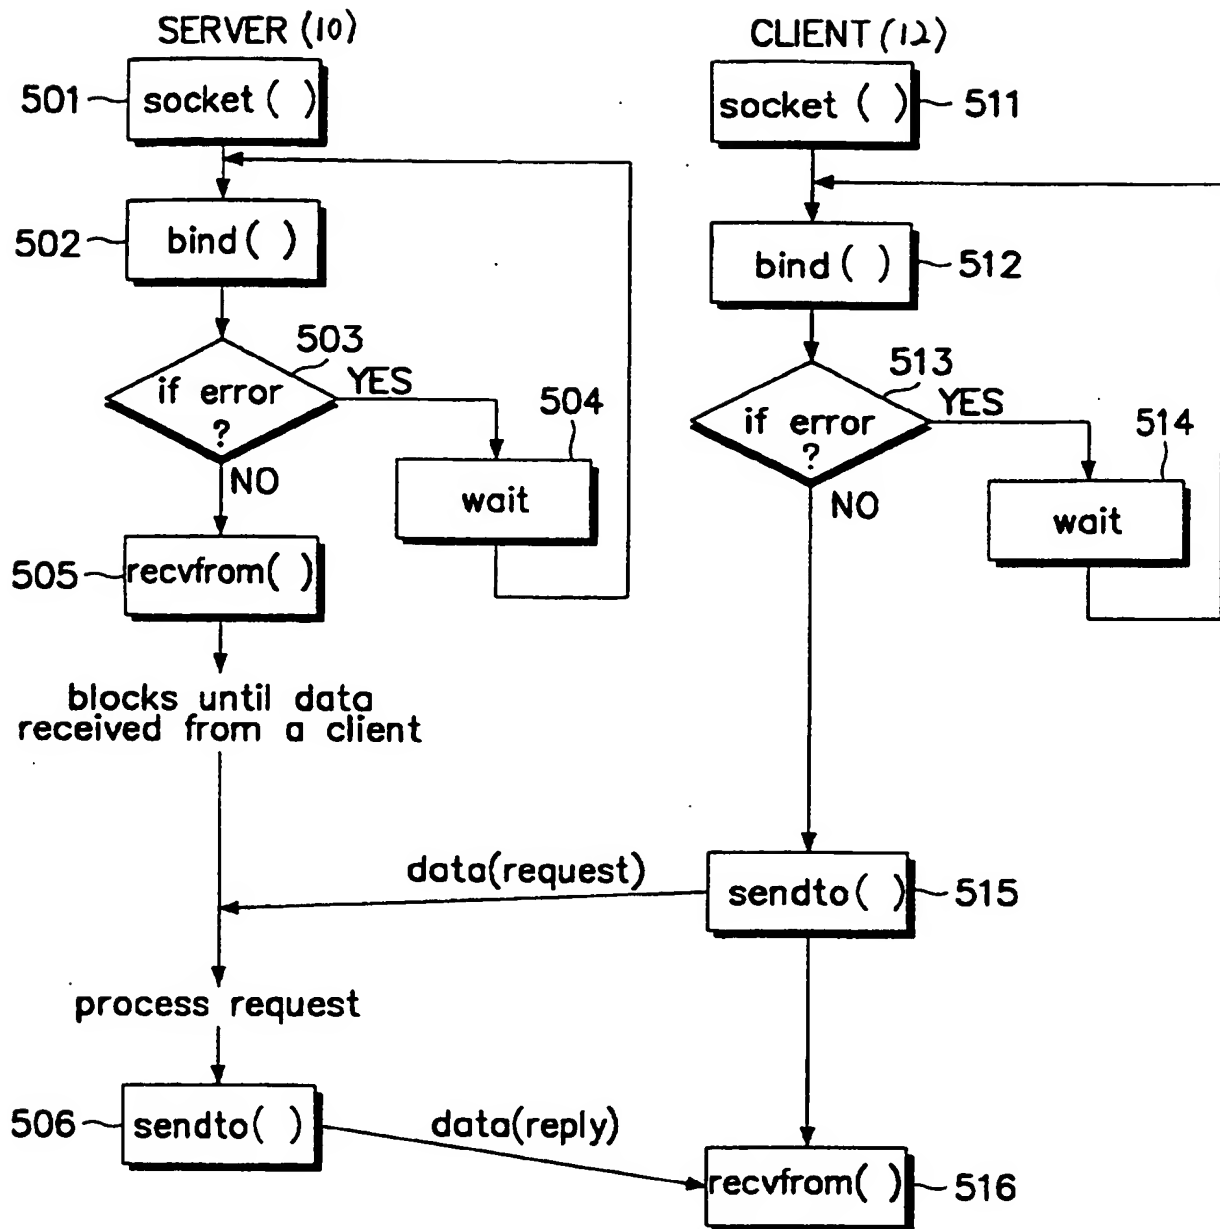 SERVER (10)
501
socket ( )
502
bind ( )
503
if error
?
YES
NO
504
wait
505
recvfrom( )
blocks until data
received from a client
process request
506
sendto( )
data(request)
data(reply)
CLIENT (12)
socket ( )
511
bind ( )
512
513
if error
?
YES
NO
514
wait
sendto( )
515
recvfrom( )
516